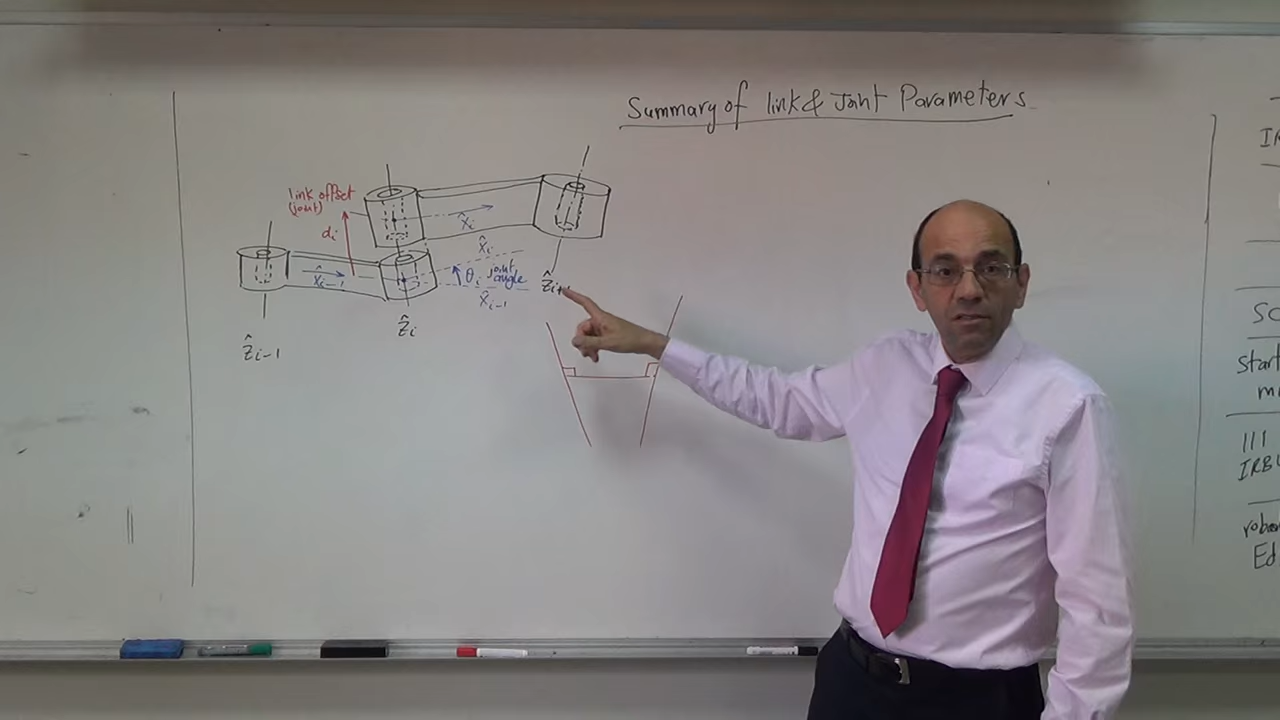 Summary of link & Joint Parameters
link offset
(joint)
di
x̂i
x̂i
x̂i-1
θi joint
angle
x̂i-1
ẑi+1
ẑi
ẑi-1
SC
start
m
111
IRB
Ed